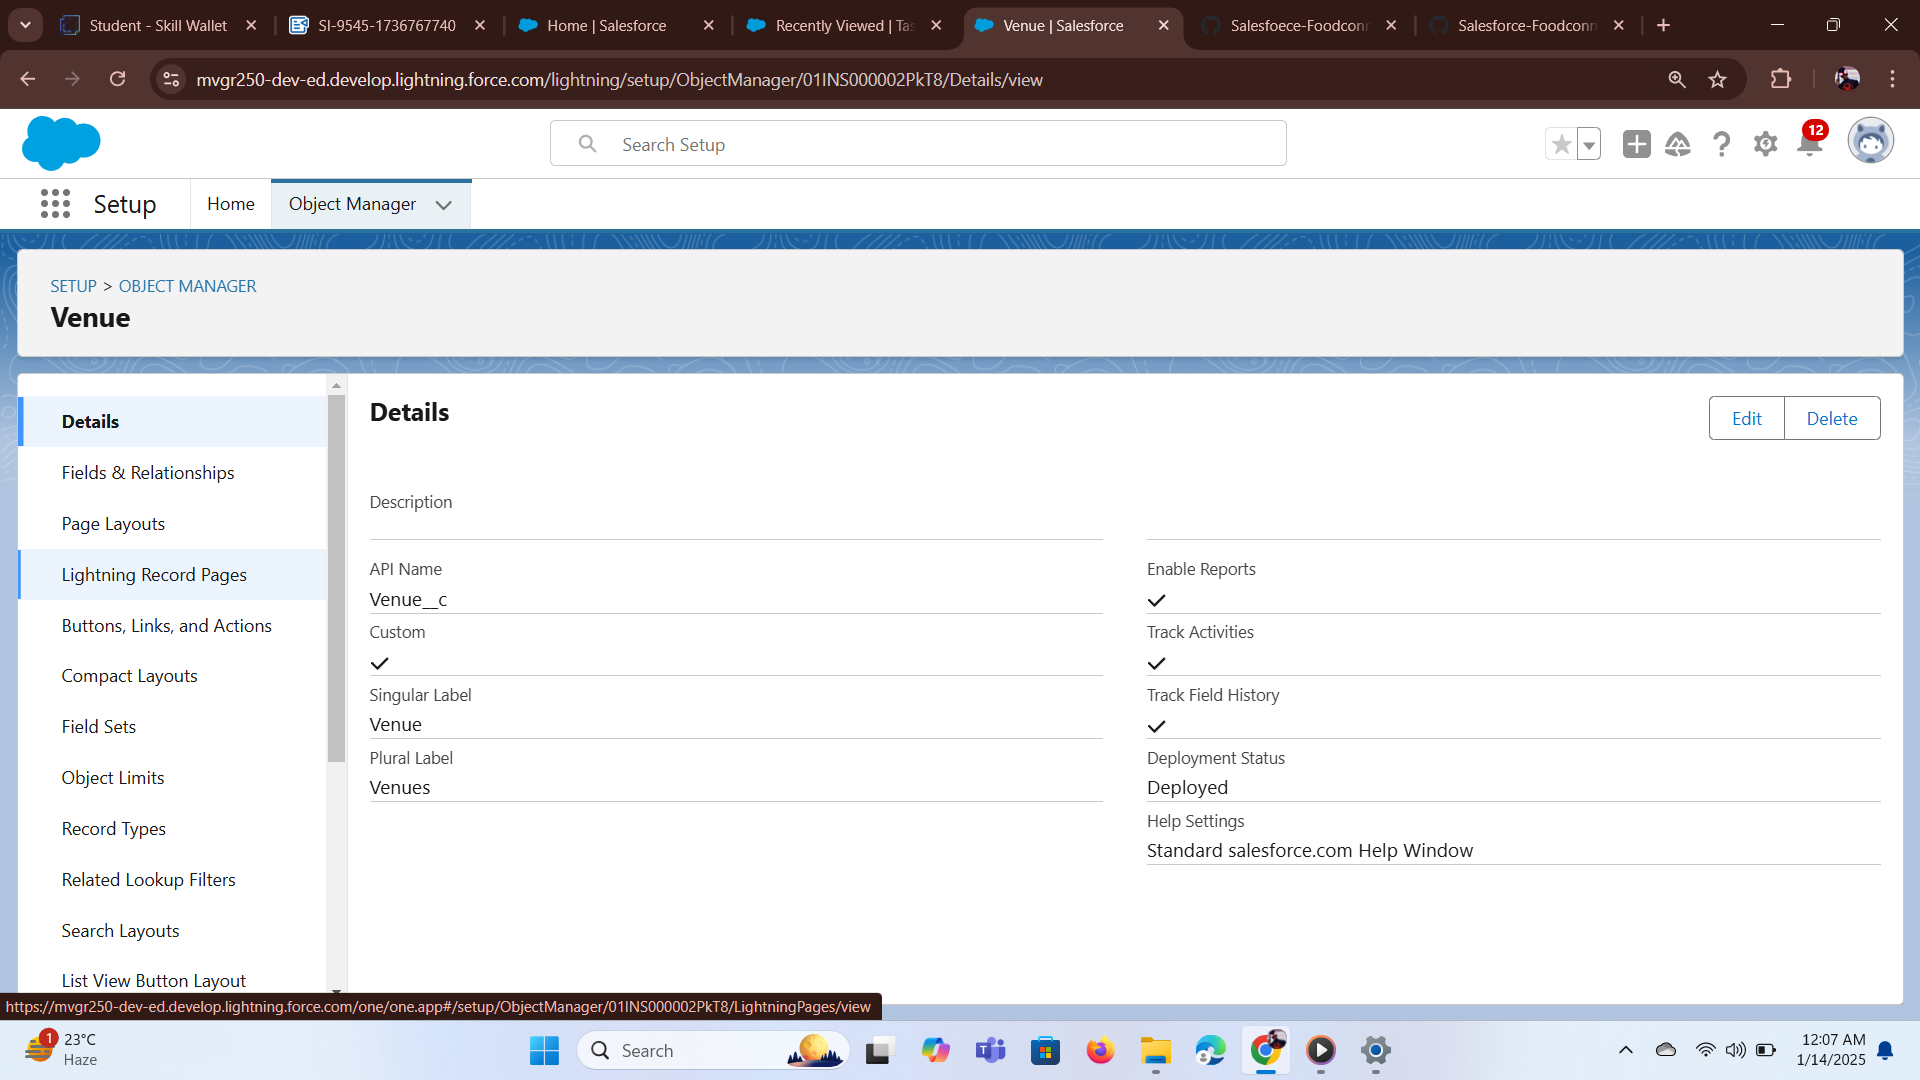 Student - Skill Wallet
SI-9545-1736767740
Home | Salesforce
Recently Viewed | Tas
Venue | Salesforce
Salesfoece-Foodconn
Salesforce-Foodconn
mvgr250-dev-ed.develop.lightning.force.com/lightning/setup/ObjectManager/01INS000002PkT8/Details/view
Search Setup
12
Setup
Home
Object Manager
SETUP > OBJECT MANAGER
Venue
Details
Fields & Relationships
Page Layouts
Lightning Record Pages
Buttons, Links, and Actions
Compact Layouts
Field Sets
Object Limits
Record Types
Related Lookup Filters
Search Layouts
List View Button Layout
Details
Edit
Delete
Description
API Name
Venue__c
Custom
Singular Label
Venue
Plural Label
Venues
Enable Reports
Track Activities
Track Field History
Deployment Status
Deployed
Help Settings
Standard salesforce.com Help Window
https://mvgr250-dev-ed.develop.lightning.force.com/one/one.app#/setup/ObjectManager/01INS000002PkT8/LightningPages/view
1
23°C
Haze
Search
12:07 AM
1/14/2025